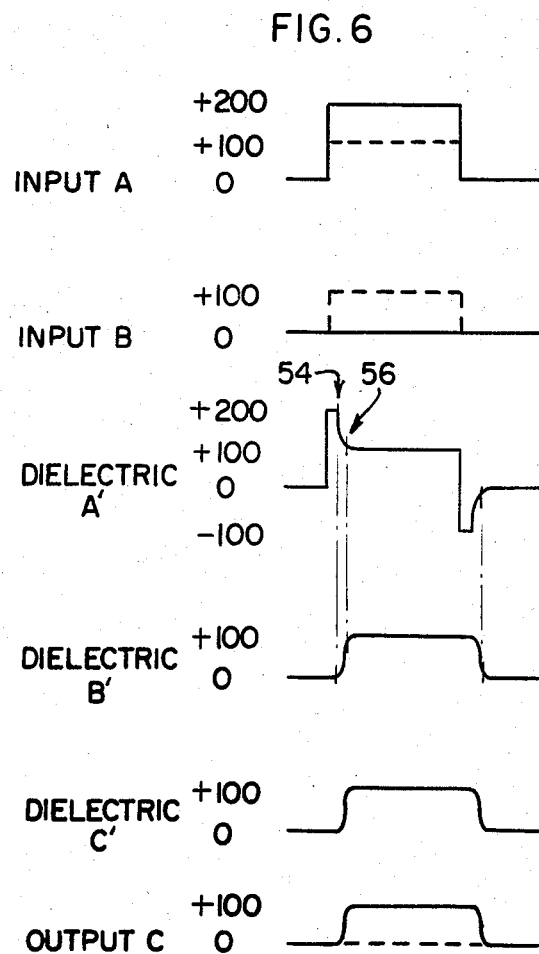 FIG. 6
+200
+100
INPUT A 0
+100
INPUT B 0
54 56
+200
+100
DIELECTRIC 0
A'
-100
+100
DIELECTRIC
B' 0
+100
DIELECTRIC
C' 0
+100
OUTPUT C 0